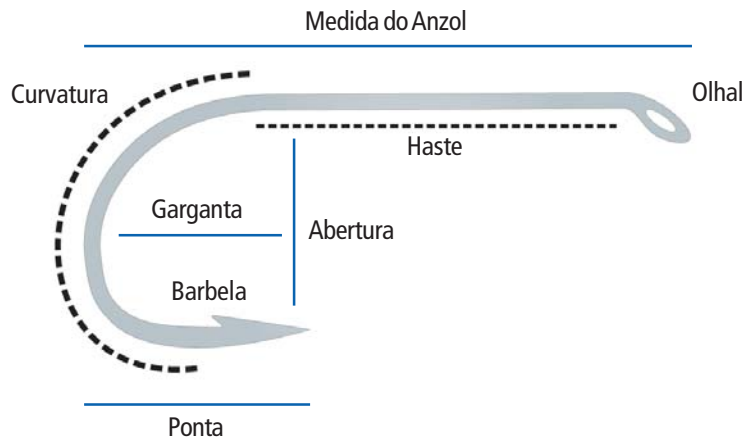 Medida do Anzol
Curvatura
Olhal
Haste
Garganta
Abertura
Barbela
Ponta